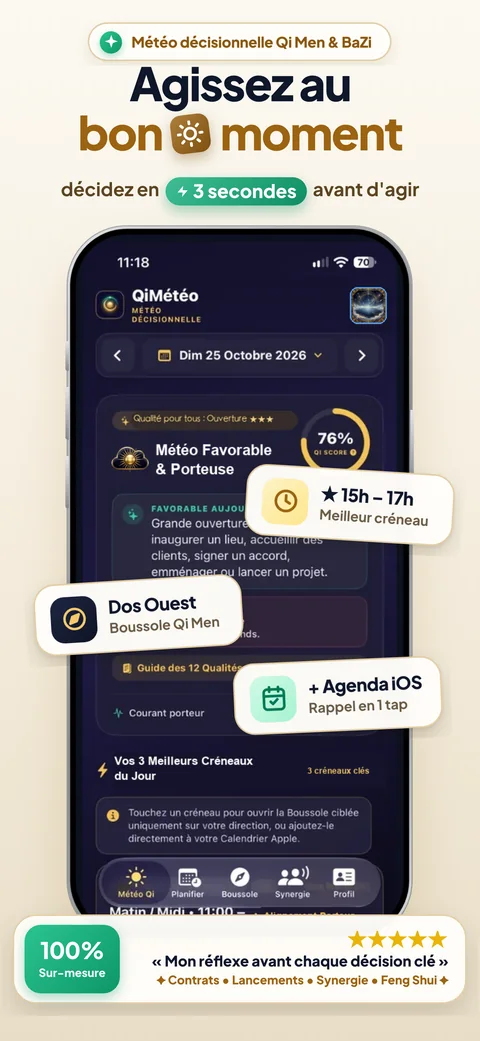 Météo décisionnelle Qi Men & BaZi
Agissez au
bon moment
décidez en 3 secondes avant d'agir
11:18
70
QiMétéo
MÉTÉO
DÉCISIONNELLE
Dim 25 Octobre 2026
Qualité pour tous : Ouverture ★★★
76%
QI SCORE
Météo Favorable
& Porteuse
★ 15h – 17h
Meilleur créneau
FAVORABLE AUJOU
Grande ouverture
inaugurer un lieu, accueillir des
clients, signer un accord,
emménager ou lancer un projet.
Dos Ouest
Boussole Qi Men
nds.
Guide des 12 Qualités
+ Agenda iOS
Rappel en 1 tap
Courant porteur
Vos 3 Meilleurs Créneaux
du Jour
3 créneaux clés
Touchez un créneau pour ouvrir la Boussole ciblée
uniquement sur votre direction, ou ajoutez-le
directement à votre Calendrier Apple.
Météo Qi
Planifier
Boussole
Synergie
Profil
Matin / Midi • 11:00 –
100%
Sur-mesure
★★★★★
« Mon réflexe avant chaque décision clé »
✦ Contrats • Lancements • Synergie • Feng Shui ✦